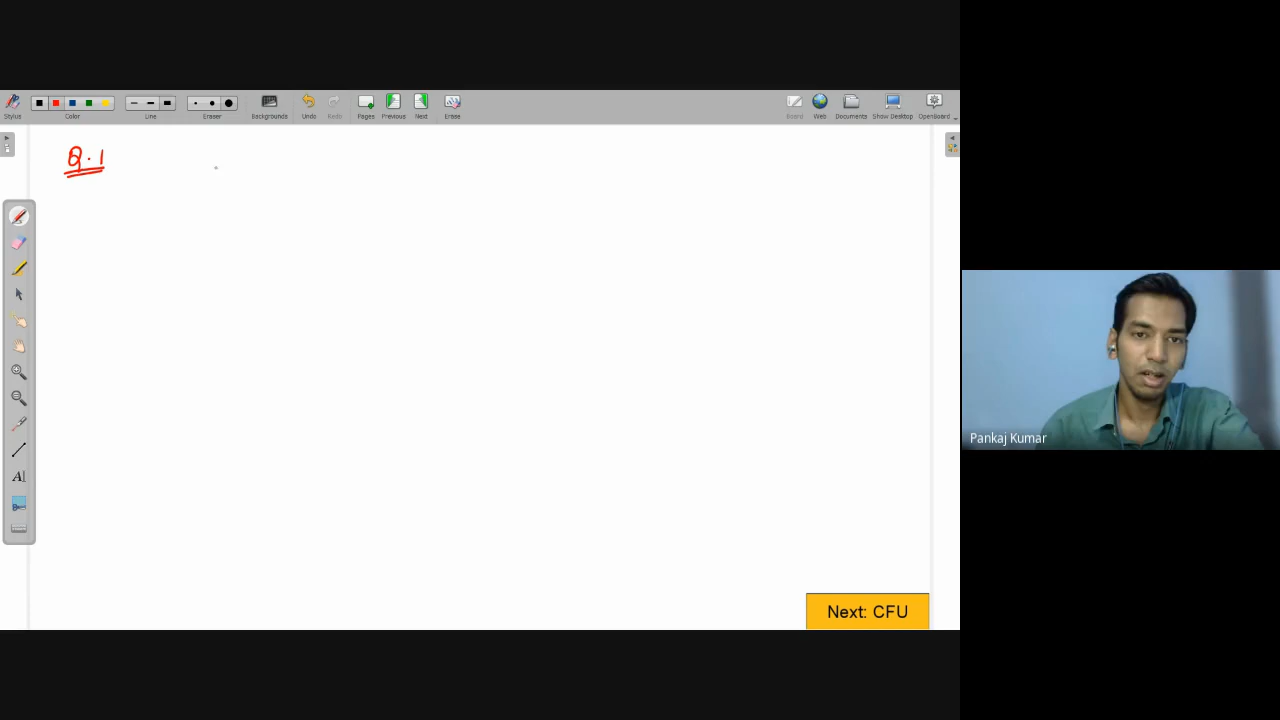 Stylus Color Line Eraser Backgrounds Undo Redo Pages Previous Next Erase Board Web Documents Show Desktop OpenBoard
Q.1
A
Pankaj Kumar
Next: CFU